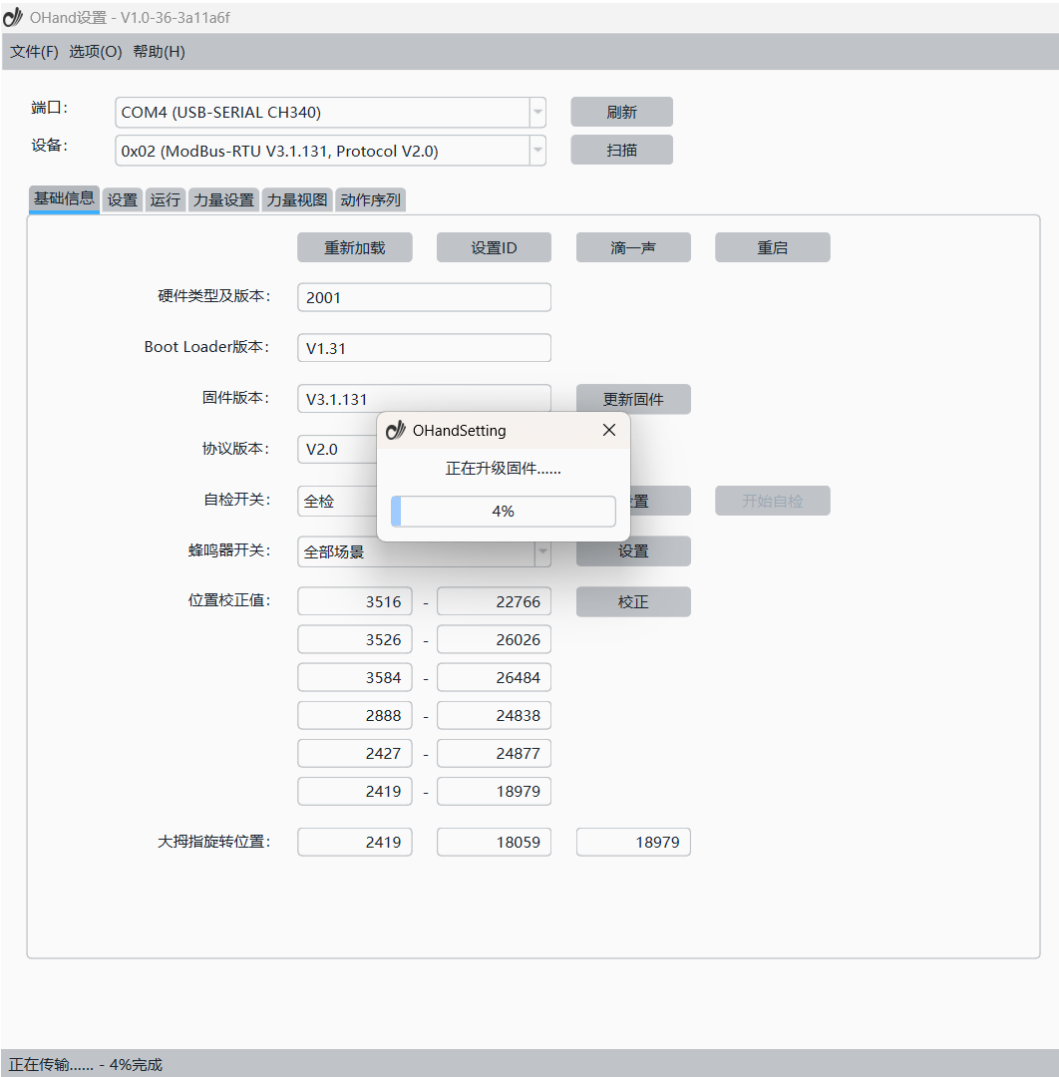 OHand设置 - V1.0-36-3a11a6f
文件(F) 选项(O) 帮助(H)
端口: COM4 (USB-SERIAL CH340) 刷新
设备: 0x02 (ModBus-RTU V3.1.131, Protocol V2.0) 扫描
基础信息 设置 运行 力量设置 力量视图 动作序列
重新加载 设置ID 滴一声 重启
硬件类型及版本: 2001
Boot Loader版本: V1.31
固件版本: V3.1.131 更新固件
OHandSetting
协议版本: V2.0
正在升级固件......
自检开关: 全检 置 开始自检
4%
蜂鸣器开关: 全部场景 设置
位置校正值: 3516 - 22766 校正
3526 - 26026
3584 - 26484
2888 - 24838
2427 - 24877
2419 - 18979
大拇指旋转位置: 2419 18059 18979
正在传输...... - 4%完成